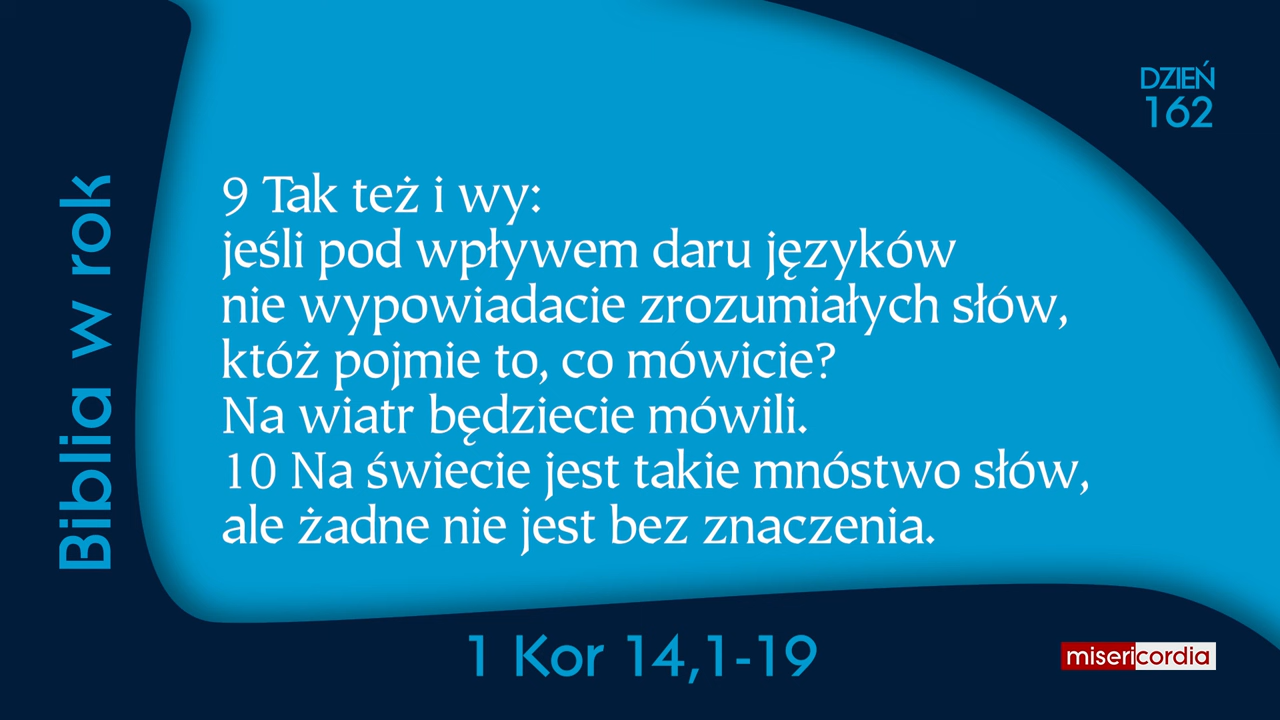 DZIEŃ
162
Biblia w rok
9 Tak też i wy:
jeśli pod wpływem daru języków
nie wypowiadacie zrozumiałych słów,
któż pojmie to, co mówicie?
Na wiatr będziecie mówili.
10 Na świecie jest takie mnóstwo słów,
ale żadne nie jest bez znaczenia.
1 Kor 14,1-19
misericordia